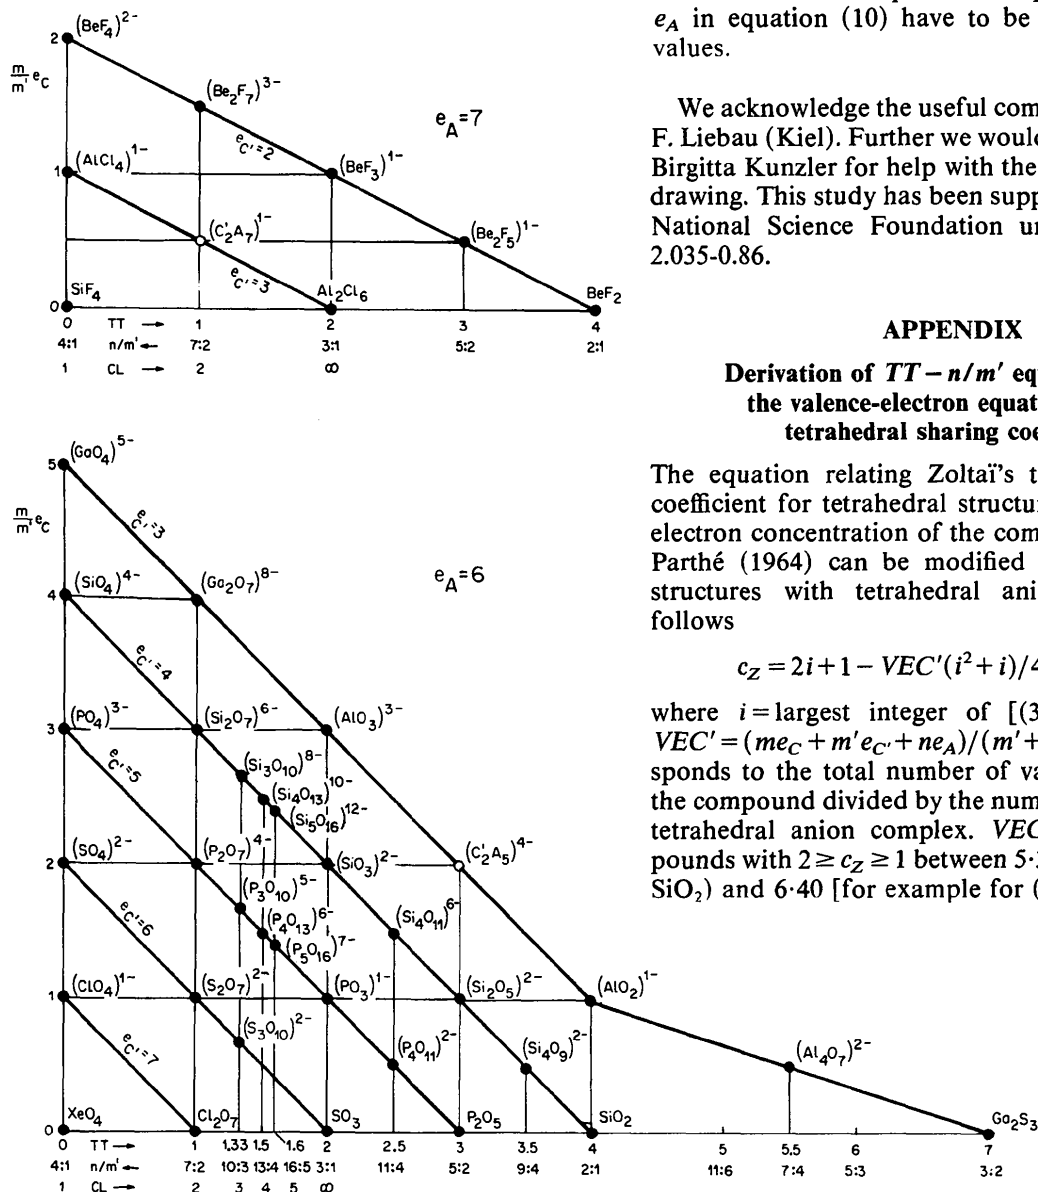 e_A in equation (10) have to be
values.
We acknowledge the useful com
F. Liebau (Kiel). Further we would
Birgitta Kunzler for help with the
drawing. This study has been supp
National Science Foundation un
2.035-0.86.
APPENDIX
Derivation of TT − n/m' equ
the valence-electron equat
tetrahedral sharing coe
The equation relating Zoltaï's t
coefficient for tetrahedral structur
electron concentration of the com
Parthé (1964) can be modified
structures with tetrahedral ani
follows
c_Z = 2i + 1 − VEC'(i² + i)/4
where i = largest integer of [(3
VEC' = (me_C + m'e_C' + ne_A)/(m' +
sponds to the total number of va
the compound divided by the num
tetrahedral anion complex. VEC
pounds with 2 ≥ c_Z ≥ 1 between 5·3
SiO₂) and 6·40 [for example for (
m/m' e_C
e_A=7
2
(BeF₄)²⁻
(Be₂F₇)³⁻
e_C'=2
1
(AlCl₄)¹⁻
(BeF₃)¹⁻
(C'₂A₇)¹⁻
(Be₂F₅)¹⁻
e_C'=3
0
SiF₄
Al₂Cl₆
BeF₂
0 TT → 1 2 3 4
4:1 n/m' ← 7:2 3:1 5:2 2:1
1 CL → 2 ∞
m/m' e_C
e_A=6
5
(GaO₄)⁵⁻
e_C'=3
4
(SiO₄)⁴⁻
(Ga₂O₇)⁸⁻
e_C'=4
3
(PO₄)³⁻
(Si₂O₇)⁶⁻
(AlO₃)³⁻
e_C'=5
(Si₃O₁₀)⁸⁻
(Si₄O₁₃)¹⁰⁻
(Si₅O₁₆)¹²⁻
2
(SO₄)²⁻
(P₂O₇)⁴⁻
(SiO₃)²⁻
(C'₂A₅)⁴⁻
e_C'=6
(P₃O₁₀)⁵⁻
(P₄O₁₃)⁶⁻
(P₅O₁₆)⁷⁻
(Si₄O₁₁)⁶⁻
1
(ClO₄)¹⁻
(S₂O₇)²⁻
(PO₃)¹⁻
(Si₂O₅)²⁻
(AlO₂)¹⁻
e_C'=7
(S₃O₁₀)²⁻
(P₄O₁₁)²⁻
(Si₄O₉)²⁻
(Al₄O₇)²⁻
0
XeO₄
Cl₂O₇
SO₃
P₂O₅
SiO₂
Ga₂S₃
0 TT → 1 1.33 1.5 1.6 2 2.5 3 3.5 4 5 5.5 6 7
4:1 n/m' ← 7:2 10:3 13:4 16:5 3:1 11:4 5:2 9:4 2:1 11:6 7:4 5:3 3:2
1 CL → 2 3 4 5 ∞